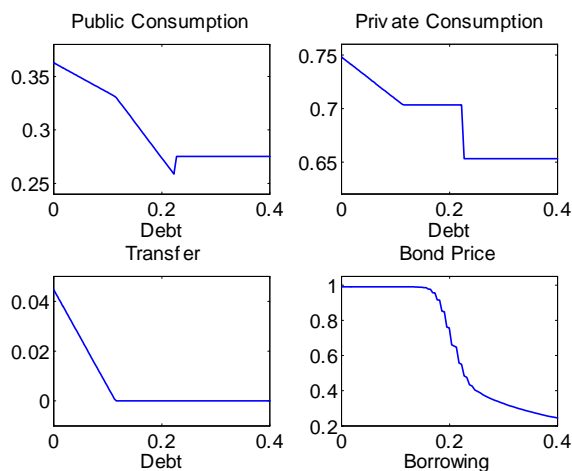 Public Consumption
0.35
0.3
0.25
0 0.2 0.4
Debt
Private Consumption
0.75
0.7
0.65
0 0.2 0.4
Debt
Transfer
0.04
0.02
0
0 0.2 0.4
Debt
Bond Price
1
0.8
0.6
0.4
0.2
0 0.2 0.4
Borrowing